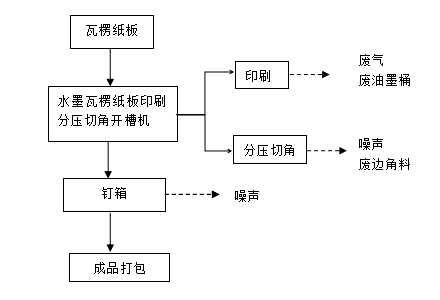 瓦楞纸板
水墨瓦楞纸板印刷
分压切角开槽机
印刷
废气
废油墨桶
分压切角
噪声
废边角料
钉箱
噪声
成品打包